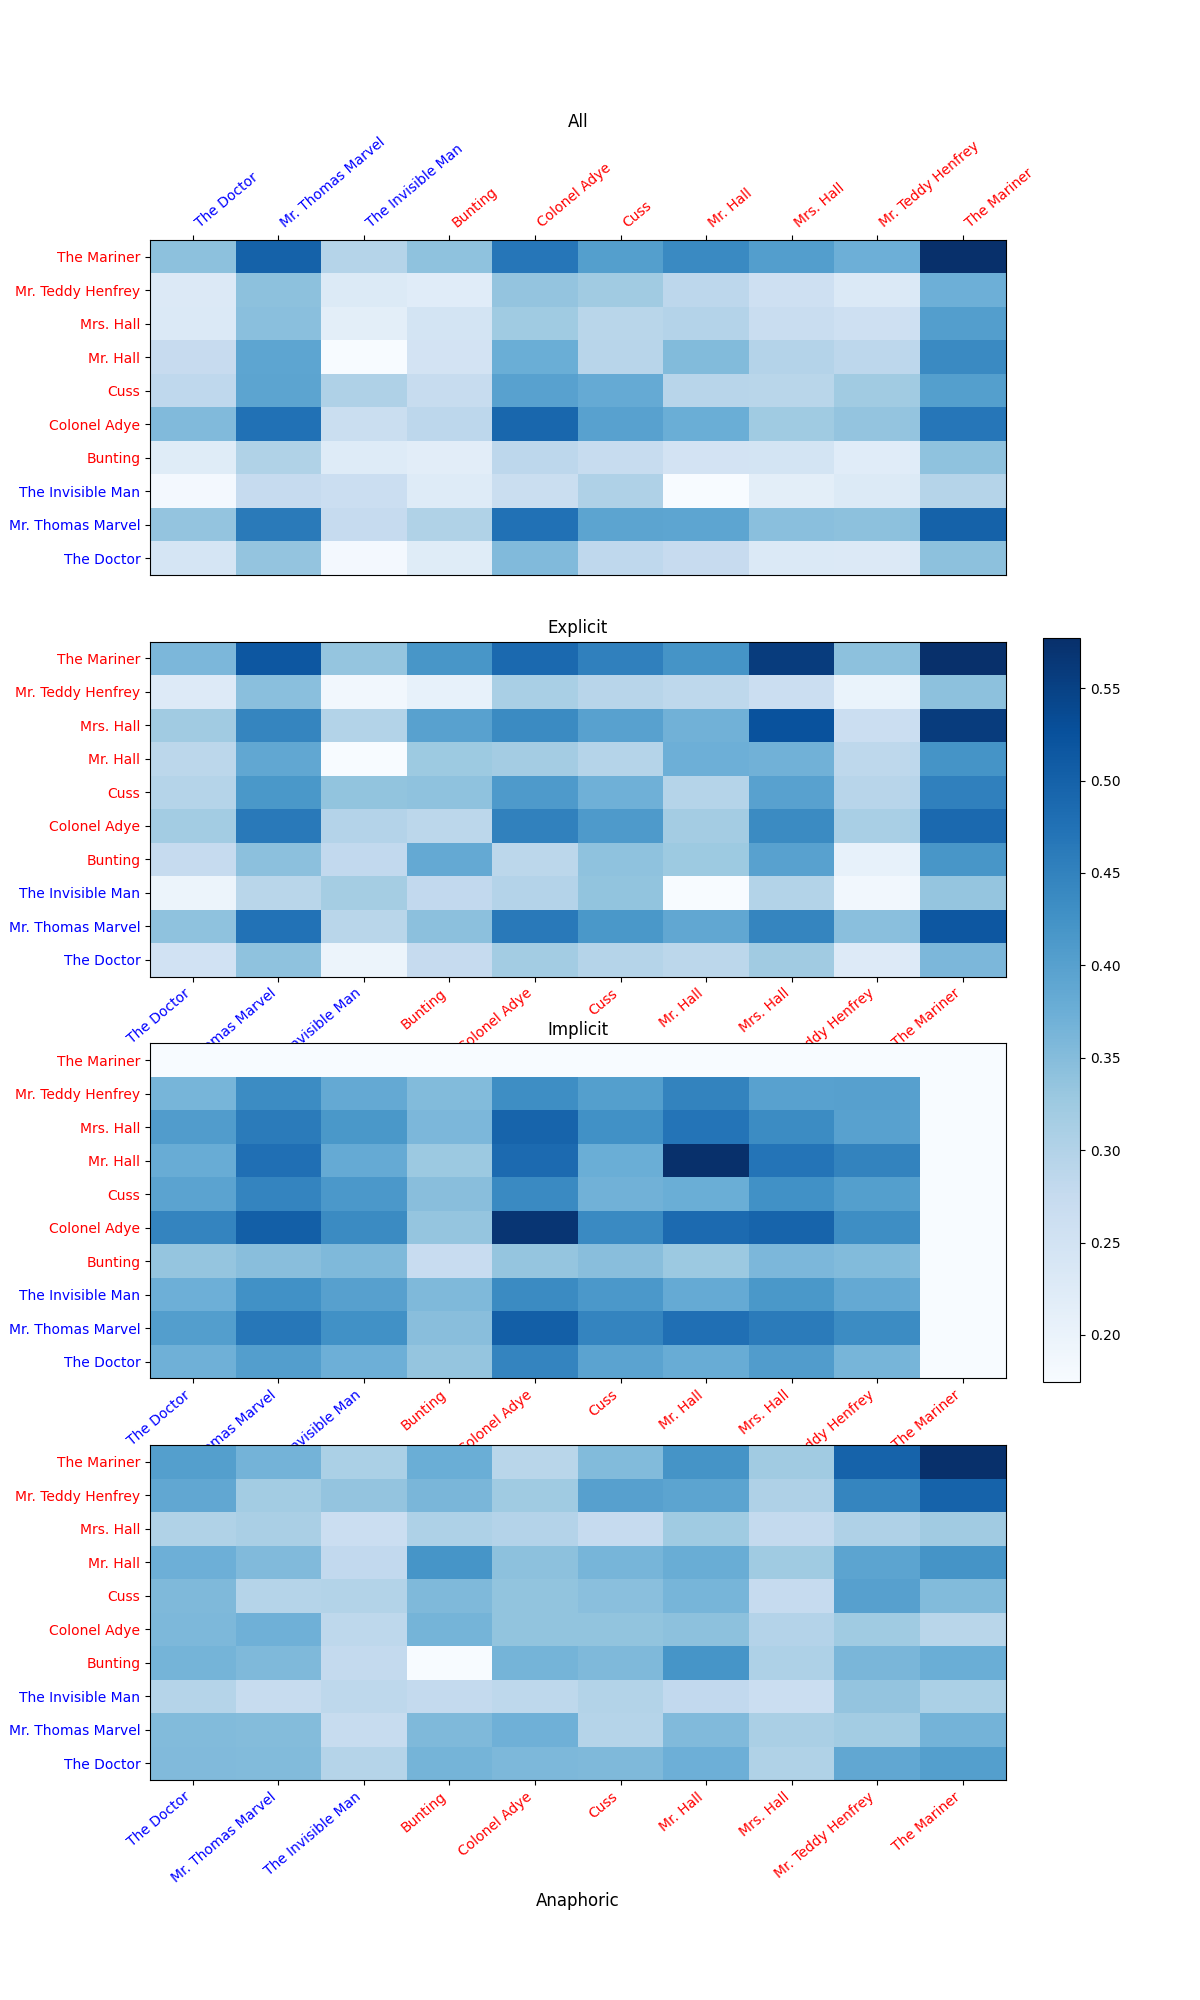 All
The Doctor
Mr. Thomas Marvel
The Invisible Man
Bunting
Colonel Adye
Cuss
Mr. Hall
Mrs. Hall
Mr. Teddy Henfrey
The Mariner
The Mariner
Mr. Teddy Henfrey
Mrs. Hall
Mr. Hall
Cuss
Colonel Adye
Bunting
The Invisible Man
Mr. Thomas Marvel
The Doctor
Explicit
The Mariner
Mr. Teddy Henfrey
Mrs. Hall
Mr. Hall
Cuss
Colonel Adye
Bunting
The Invisible Man
Mr. Thomas Marvel
The Doctor
The Doctor
Marvel
Man
Bunting
Adye
Cuss
Mr. Hall
Mrs. Hall
Henfrey
The Mariner
0.55
0.50
0.45
0.40
0.35
0.30
0.25
0.20
Implicit
The Mariner
Mr. Teddy Henfrey
Mrs. Hall
Mr. Hall
Cuss
Colonel Adye
Bunting
The Invisible Man
Mr. Thomas Marvel
The Doctor
The Doctor
Marvel
Man
Bunting
Adye
Cuss
Mr. Hall
Mrs. Hall
Henfrey
The Mariner
The Mariner
Mr. Teddy Henfrey
Mrs. Hall
Mr. Hall
Cuss
Colonel Adye
Bunting
The Invisible Man
Mr. Thomas Marvel
The Doctor
The Doctor
Mr. Thomas Marvel
The Invisible Man
Bunting
Colonel Adye
Cuss
Mr. Hall
Mrs. Hall
Mr. Teddy Henfrey
The Mariner
Anaphoric